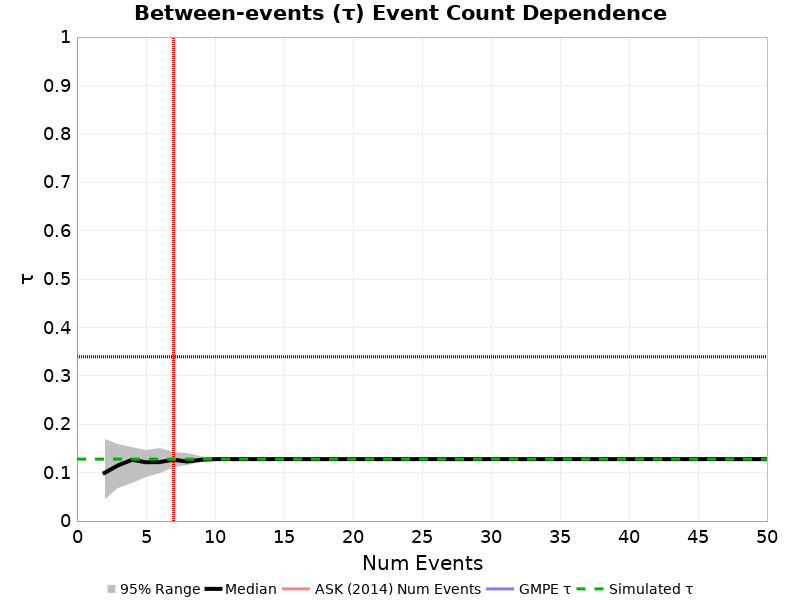 Between-events (τ) Event Count Dependence
1
0.9
0.8
0.7
0.6
0.5
0.4
0.3
0.2
0.1
0
τ
0 5 10 15 20 25 30 35 40 45 50
Num Events
95% Range Median ASK (2014) Num Events GMPE τ Simulated τ